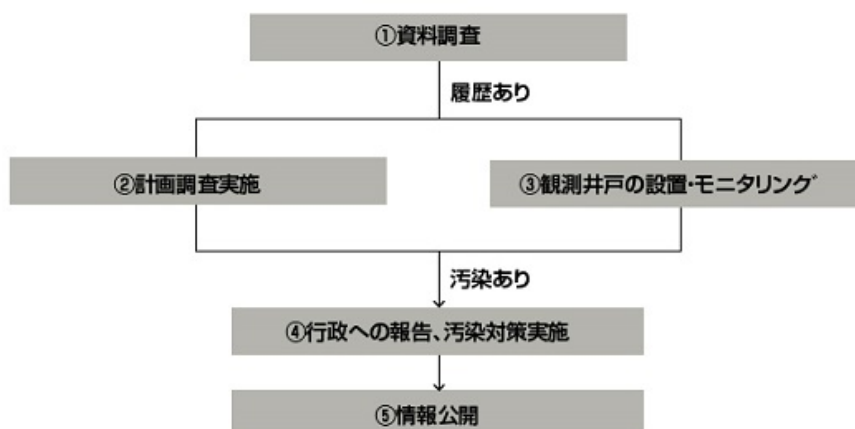 ①資料調査
履歴あり
②計画調査実施
③観測井戸の設置・モニタリング
汚染あり
④行政への報告、汚染対策実施
⑤情報公開